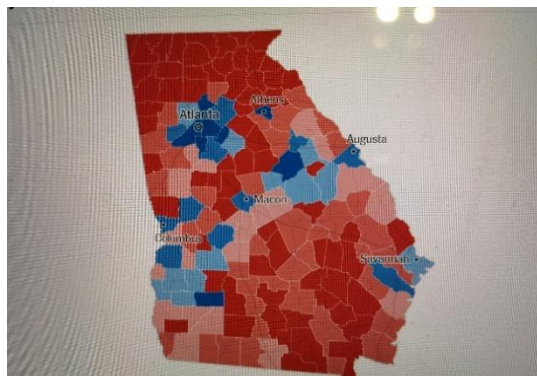 Athens
Atlanta
Augusta
Macon
Columbus
Savannah